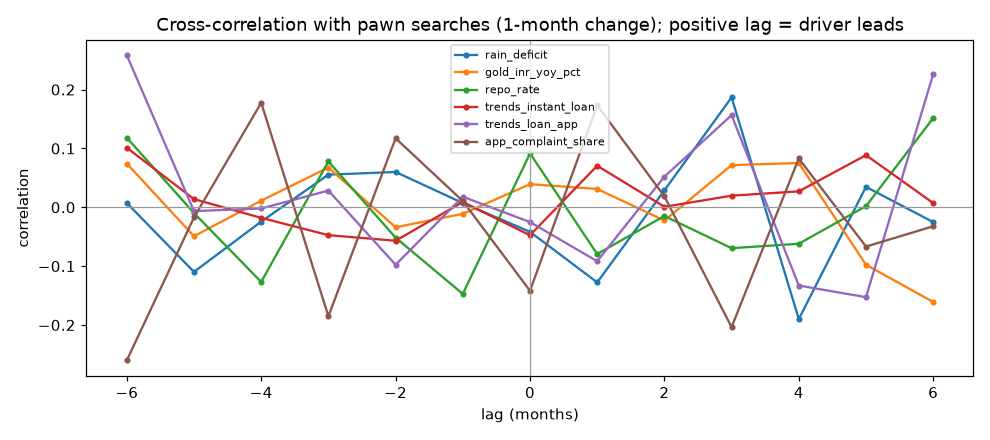 Cross-correlation with pawn searches (1-month change); positive lag = driver leads
rain_deficit
gold_inr_yoy_pct
repo_rate
trends_instant_loan
trends_loan_app
app_complaint_share
correlation
0.2
0.1
0.0
−0.1
−0.2
−6
−4
−2
0
2
4
6
lag (months)